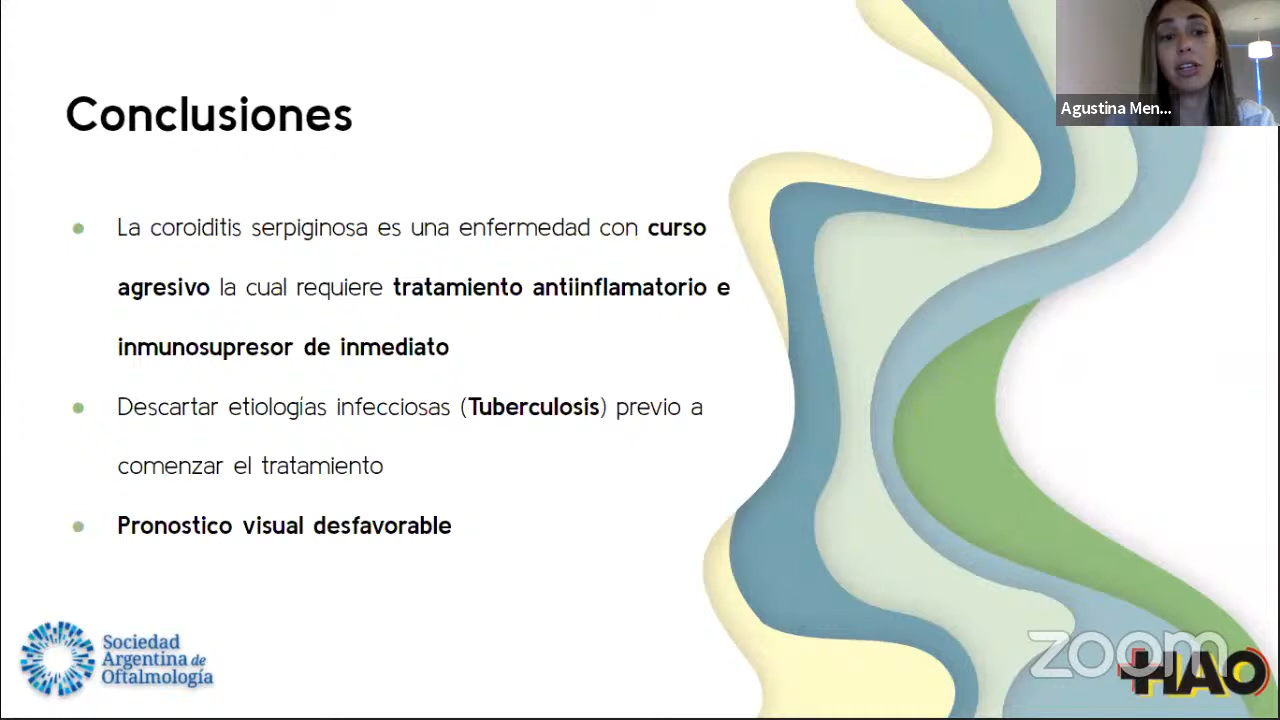 Conclusiones
Agustina Men...
La coroiditis serpiginosa es una enfermedad con curso
agresivo la cual requiere tratamiento antiinflamatorio e
inmunosupresor de inmediato
Descartar etiologías infecciosas (Tuberculosis) previo a
comenzar el tratamiento
Pronostico visual desfavorable
Sociedad
Argentina de
Oftalmología
zoom
HAO